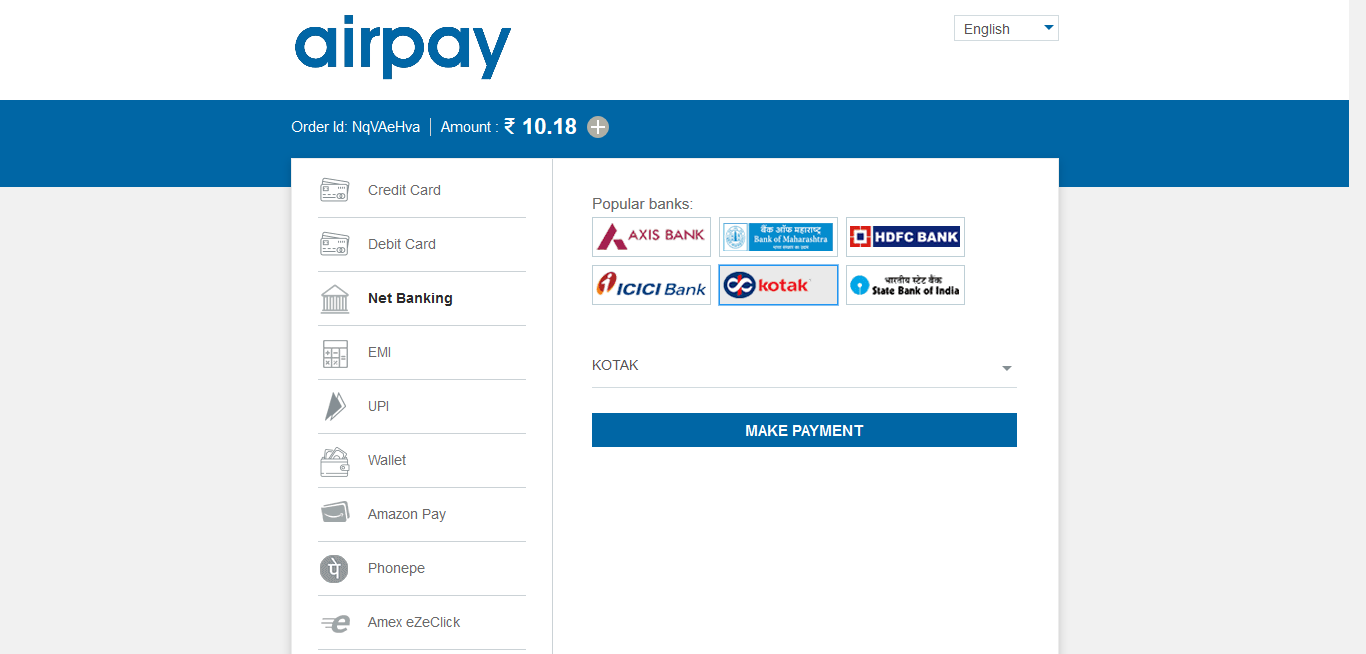 airpay
English
Order Id: NqVAeHva
Amount : ₹ 10.18
Credit Card
Debit Card
Net Banking
EMI
UPI
Wallet
Amazon Pay
पे
Phonepe
e
Amex eZeClick
Popular banks:
AXIS BANK
बैंक ऑफ महाराष्ट्र
Bank of Maharashtra
HDFC BANK
ICICI Bank
kotak
भारतीय स्टेट बैंक
State Bank of India
KOTAK
MAKE PAYMENT